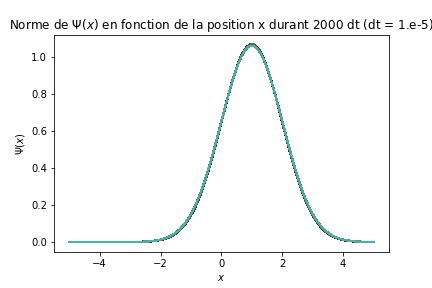 Norme de Ψ(x) en fonction de la position x durant 2000 dt (dt = 1.e-5)
1.0
0.8
0.6
0.4
0.2
0.0
Ψ(x)
−4 −2 0 2 4
x